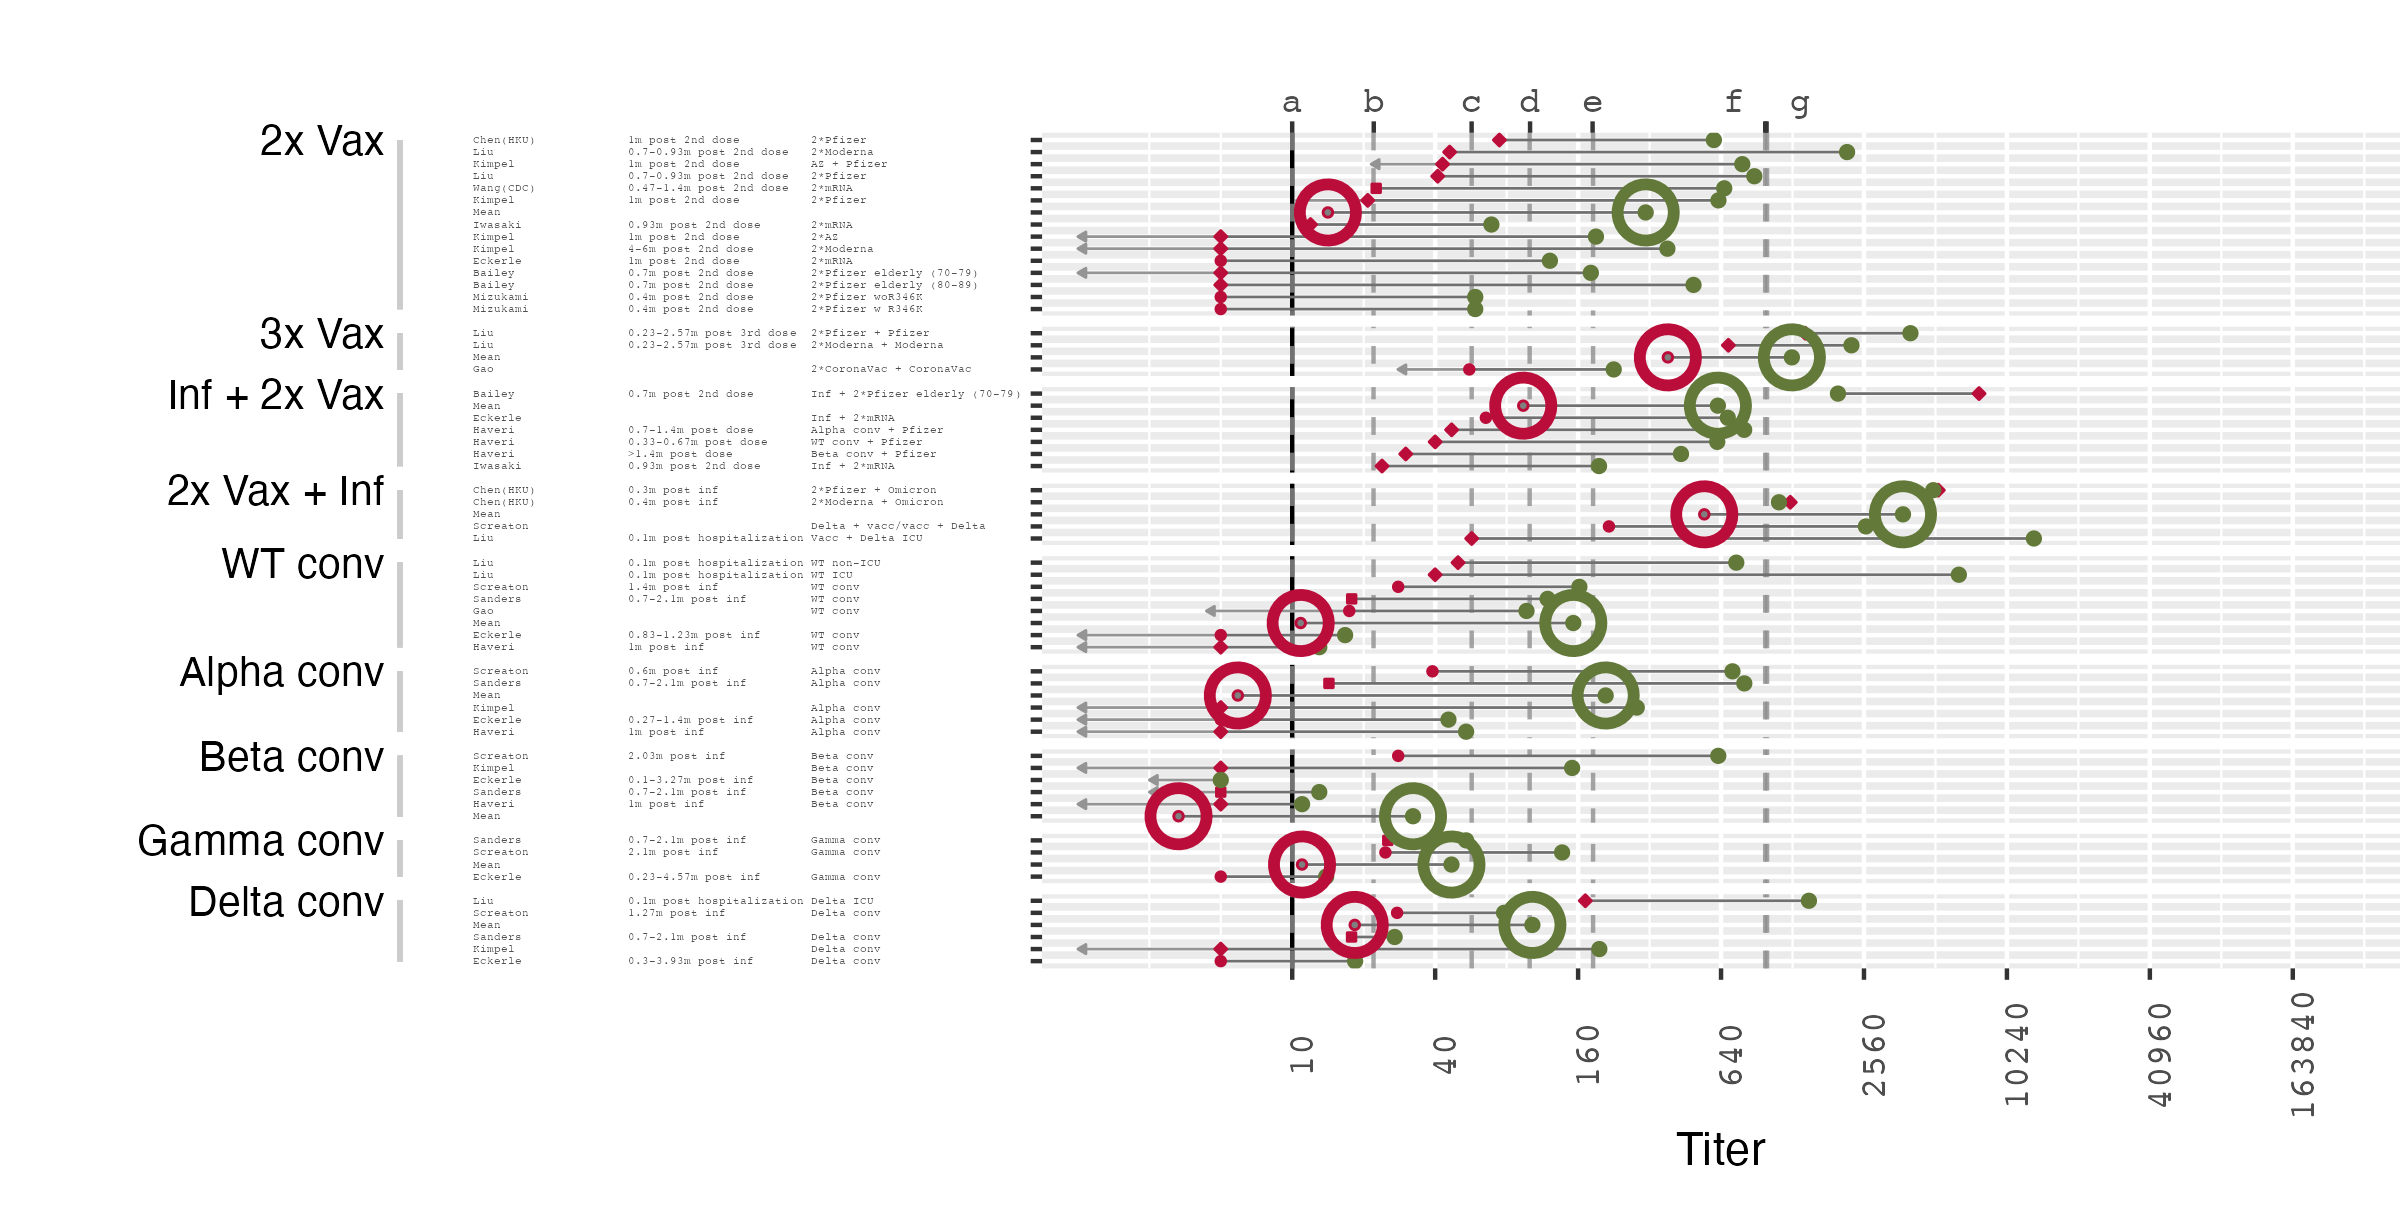 a b c d e f g
2x Vax
Chen(HKU) 1m post 2nd dose 2*Pfizer
Liu 0.7-0.93m post 2nd dose 2*Moderna
Kimpel 1m post 2nd dose AZ + Pfizer
Liu 0.7-0.93m post 2nd dose 2*Pfizer
Wang(CDC) 0.47-1.4m post 2nd dose 2*mRNA
Kimpel 1m post 2nd dose 2*Pfizer
Mean
Iwasaki 0.93m post 2nd dose 2*mRNA
Kimpel 1m post 2nd dose 2*AZ
Kimpel 4-6m post 2nd dose 2*Moderna
Eckerle 1m post 2nd dose 2*mRNA
Bailey 0.7m post 2nd dose 2*Pfizer elderly (70-79)
Bailey 0.7m post 2nd dose 2*Pfizer elderly (80-89)
Mizukami 0.4m post 2nd dose 2*Pfizer woR346K
Mizukami 0.4m post 2nd dose 2*Pfizer w R346K
3x Vax
Liu 0.23-2.57m post 3rd dose 2*Pfizer + Pfizer
Liu 0.23-2.57m post 3rd dose 2*Moderna + Moderna
Mean
Gao 2*CoronaVac + CoronaVac
Inf + 2x Vax
Bailey 0.7m post 2nd dose Inf + 2*Pfizer elderly (70-79)
Mean
Eckerle Inf + 2*mRNA
Haveri 0.7-1.4m post dose Alpha conv + Pfizer
Haveri 0.33-0.67m post dose WT conv + Pfizer
Haveri >1.4m post dose Beta conv + Pfizer
Iwasaki 0.93m post 2nd dose Inf + 2*mRNA
2x Vax + Inf
Chen(HKU) 0.3m post inf 2*Pfizer + Omicron
Chen(HKU) 0.4m post inf 2*Moderna + Omicron
Mean
Screaton Delta + vacc/vacc + Delta
Liu 0.1m post hospitalization Vacc + Delta ICU
WT conv
Liu 0.1m post hospitalization WT non-ICU
Liu 0.1m post hospitalization WT ICU
Screaton 1.4m post inf WT conv
Sanders 0.7-2.1m post inf WT conv
Gao WT conv
Mean
Eckerle 0.83-1.23m post inf WT conv
Haveri 1m post inf WT conv
Alpha conv
Screaton 0.6m post inf Alpha conv
Sanders 0.7-2.1m post inf Alpha conv
Mean
Kimpel Alpha conv
Eckerle 0.27-1.4m post inf Alpha conv
Haveri 1m post inf Alpha conv
Beta conv
Screaton 2.03m post inf Beta conv
Kimpel Beta conv
Eckerle 0.1-3.27m post inf Beta conv
Sanders 0.7-2.1m post inf Beta conv
Haveri 1m post inf Beta conv
Mean
Gamma conv
Sanders 0.7-2.1m post inf Gamma conv
Screaton 2.1m post inf Gamma conv
Mean
Eckerle 0.23-4.57m post inf Gamma conv
Delta conv
Liu 0.1m post hospitalization Delta ICU
Screaton 1.27m post inf Delta conv
Mean
Sanders 0.7-2.1m post inf Delta conv
Kimpel Delta conv
Eckerle 0.3-3.93m post inf Delta conv
10 40 160 640 2560 10240 40960 163840
Titer